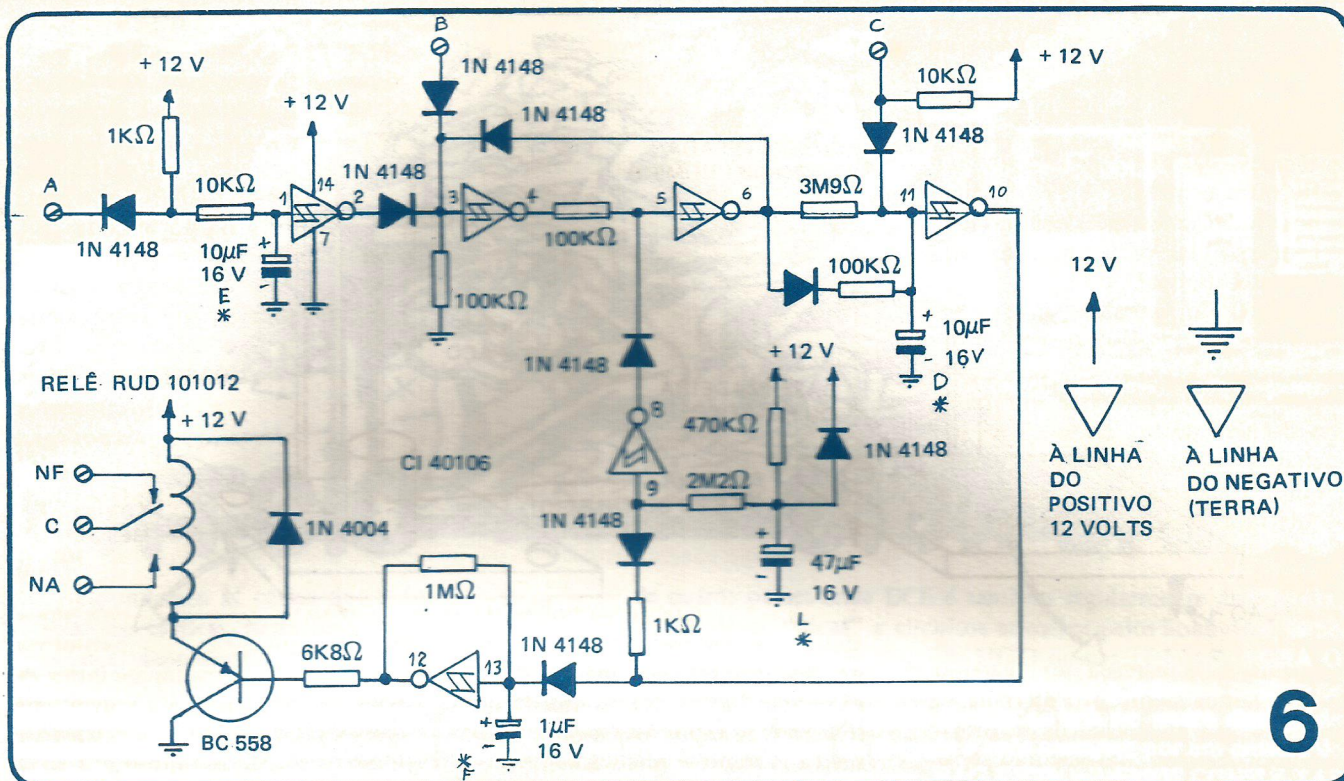 B
C
+ 12 V
1N 4148
10KΩ
+ 12 V
+ 12 V
1N 4148
1N 4148
1KΩ
1N 4148
A
10KΩ
1
14
2
3
4
5
6
3M9Ω
11
10
7
1N 4148
100KΩ
100KΩ
10µF
16 V
E
*
100KΩ
12 V
+ 12 V
10µF
16V
D
*
1N 4148
RELÊ RUD 101012
+ 12 V
8
470KΩ
1N 4148
À LINHA
DO
POSITIVO
12 VOLTS
À LINHA
DO NEGATIVO
(TERRA)
NF
CI 40106
9
2M2Ω
C
1N 4004
1N 4148
NA
1MΩ
47µF
16 V
L
*
1KΩ
6K8Ω
12
13
1N 4148
BC 558
1µF
16 V
*
F
6